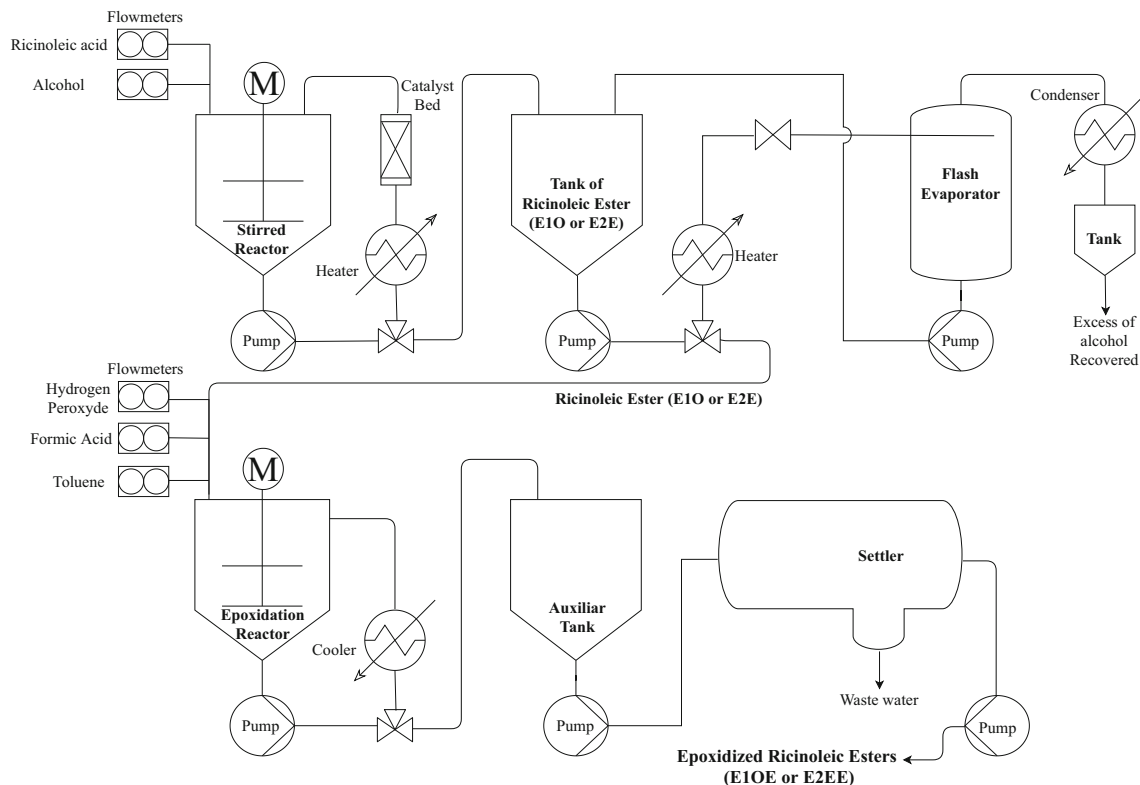 Flowmeters
Ricinoleic acid
Alcohol
M
Catalyst
Bed
Stirred
Reactor
Heater
Pump
Tank of
Ricinoleic Ester
(E1O or E2E)
Pump
Heater
Flash
Evaporator
Pump
Condenser
Tank
Excess of
alcohol
Recovered
Ricinoleic Ester (E1O or E2E)
Flowmeters
Hydrogen
Peroxyde
Formic Acid
Toluene
M
Epoxidation
Reactor
Cooler
Pump
Auxiliar
Tank
Pump
Settler
Waste water
Pump
Epoxidized Ricinoleic Esters
(E1OE or E2EE)